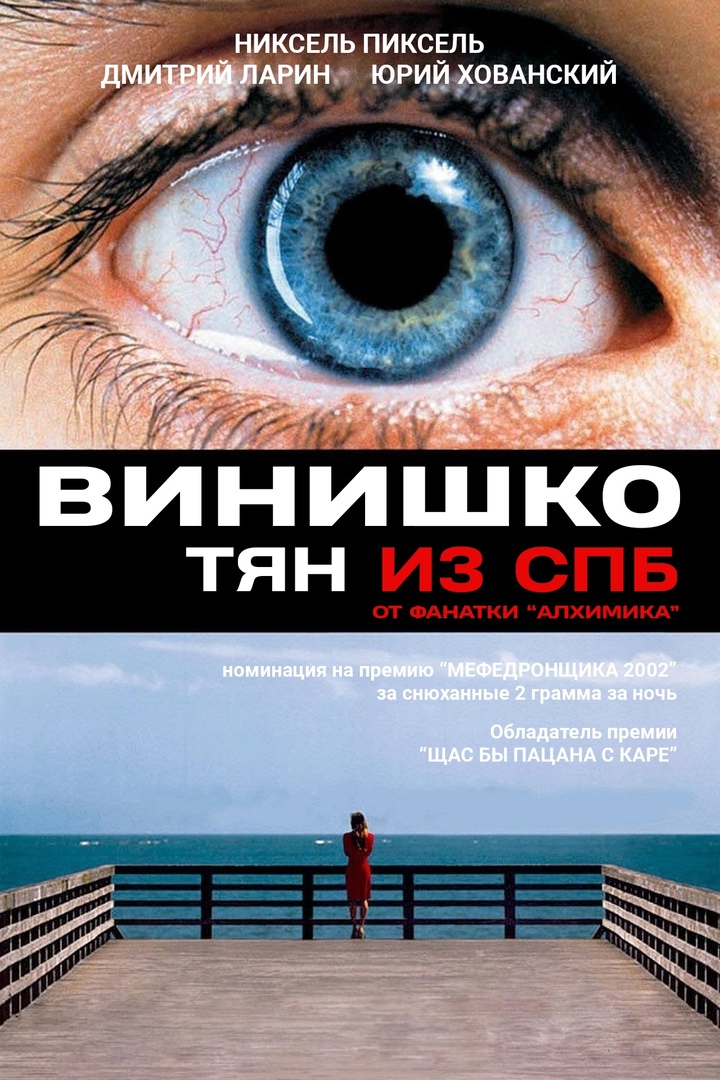 НИКСЕЛЬ ПИКСЕЛЬ
ДМИТРИЙ ЛАРИН ЮРИЙ ХОВАНСКИЙ
ВИНИШКО
ТЯН ИЗ СПБ
ОТ ФАНАТКИ “АЛХИМИКА”
номинация на премию “МЕФЕДРОНЩИКА 2002”
за снюханные 2 грамма за ночь
Обладатель премии
“ЩАС БЫ ПАЦАНА С КАРЕ”